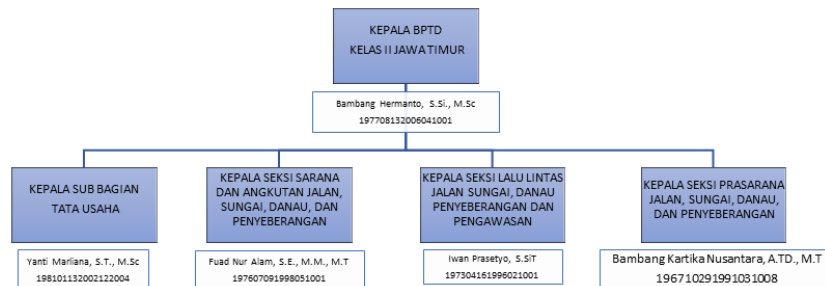 KEPALA BPTD
KELAS II JAWA TIMUR
Bambang Hermanto, S.Si., M.Sc
197708132006041001
KEPALA SUB BAGIAN
TATA USAHA
Yanti Marliana, S.T., M.Sc
198101132002122004
KEPALA SEKSI SARANA
DAN ANGKUTAN JALAN,
SUNGAI, DANAU, DAN
PENYEBERANGAN
Fuad Nur Alam, S.E., M.M., M.T
197607091998051001
KEPALA SEKSI LALU LINTAS
JALAN SUNGAI, DANAU
PENYEBERANGAN DAN
PENGAWASAN
Iwan Prasetyo, S.SiT
197304161996021001
KEPALA SEKSI PRASARANA
JALAN, SUNGAI, DANAU,
DAN PENYEBERANGAN
Bambang Kartika Nusantara, A.TD., M.T
196710291991031008